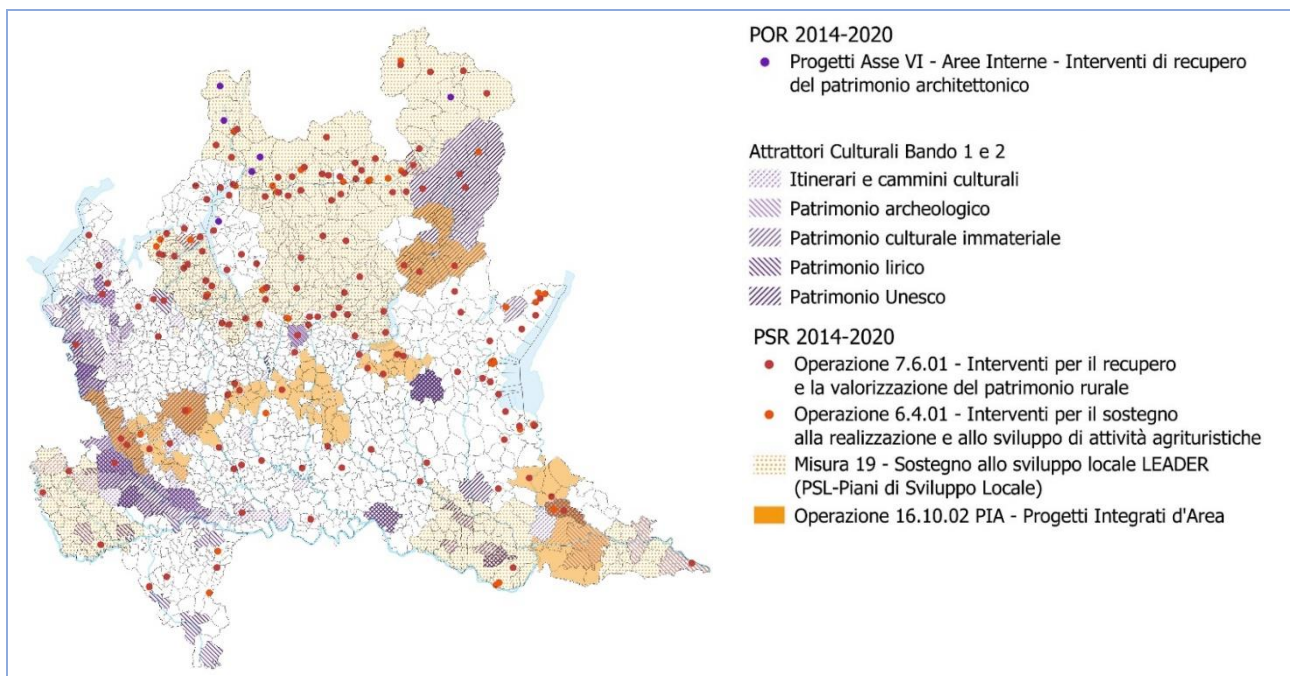 POR 2014-2020
Progetti Asse VI - Aree Interne - Interventi di recupero
del patrimonio architettonico
Attrattori Culturali Bando 1 e 2
Itinerari e cammini culturali
Patrimonio archeologico
Patrimonio culturale immateriale
Patrimonio lirico
Patrimonio Unesco
PSR 2014-2020
Operazione 7.6.01 - Interventi per il recupero
e la valorizzazione del patrimonio rurale
Operazione 6.4.01 - Interventi per il sostegno
alla realizzazione e allo sviluppo di attività agrituristiche
Misura 19 - Sostegno allo sviluppo locale LEADER
(PSL-Piani di Sviluppo Locale)
Operazione 16.10.02 PIA - Progetti Integrati d'Area